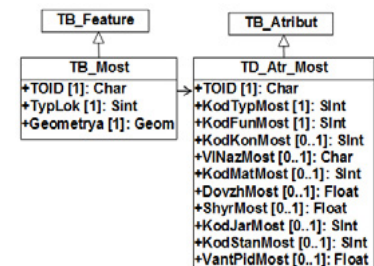 TB_Feature
TB_Atribut
TB_Most
+TOID [1]: Char
+TypLok [1]: Sint
+Geometrya [1]: Geom
TD_Atr_Most
+TOID [1]: Char
+KodTypMost [1]: SInt
+KodFunMost [1]: SInt
+KodKonMost [0..1]: SInt
+VlNazMost [0..1]: Char
+KodMatMost [0..1]: SInt
+DovzhMost [0..1]: Float
+ShyrMost [0..1]: Float
+KodJarMost [0..1]: SInt
+KodStanMost [0..1]: SInt
+VantPidMost [0..1]: Float